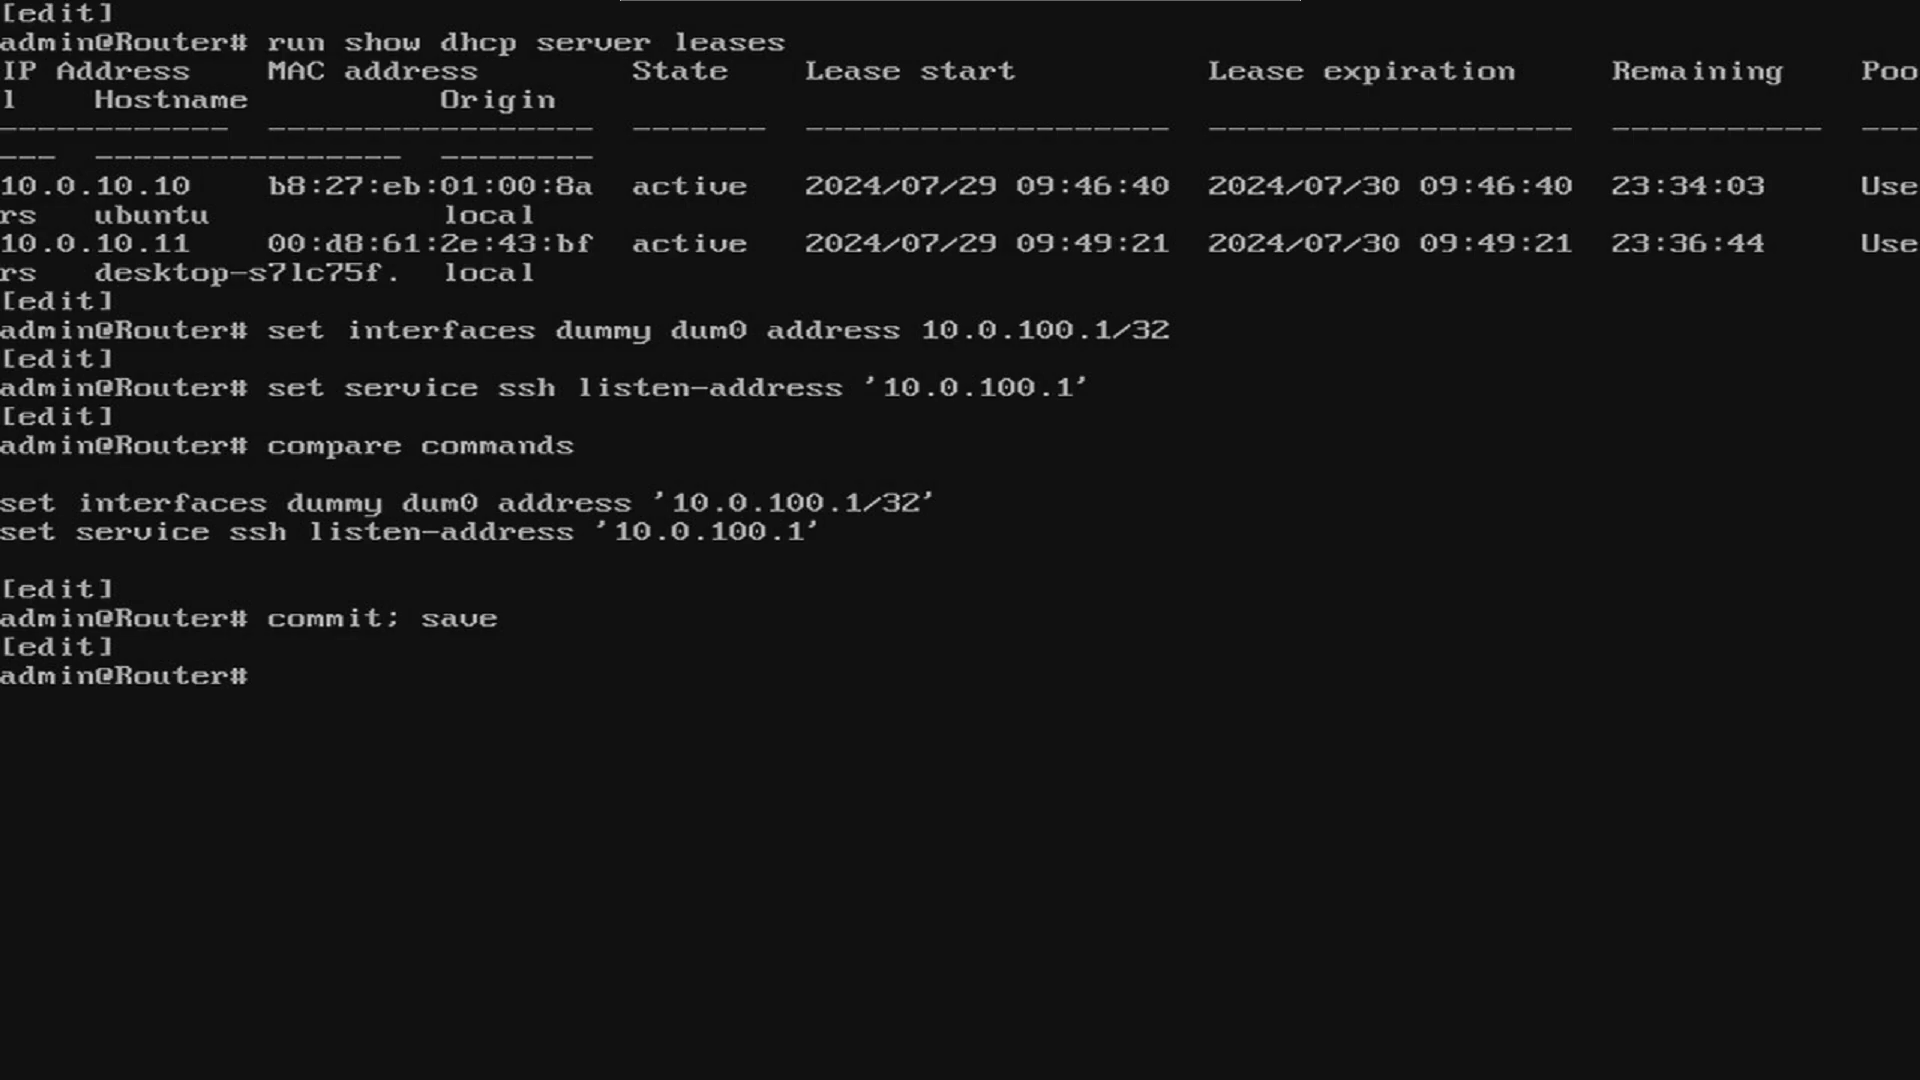 [edit]
admin@Router# run show dhcp server leases
IP Address    MAC address        State    Lease start          Lease expiration     Remaining    Poo
l    Hostname          Origin
------------  -----------------  -------  -------------------  -------------------  -----------  ---
---  ----------------  --------
10.0.10.10    b8:27:eb:01:00:8a  active   2024/07/29 09:46:40  2024/07/30 09:46:40  23:34:03     Use
rs   ubuntu            local
10.0.10.11    00:d8:61:2e:43:bf  active   2024/07/29 09:49:21  2024/07/30 09:49:21  23:36:44     Use
rs   desktop-s7lc75f.  local
[edit]
admin@Router# set interfaces dummy dum0 address 10.0.100.1/32
[edit]
admin@Router# set service ssh listen-address '10.0.100.1'
[edit]
admin@Router# compare commands
set interfaces dummy dum0 address '10.0.100.1/32'
set service ssh listen-address '10.0.100.1'
[edit]
admin@Router# commit; save
[edit]
admin@Router#